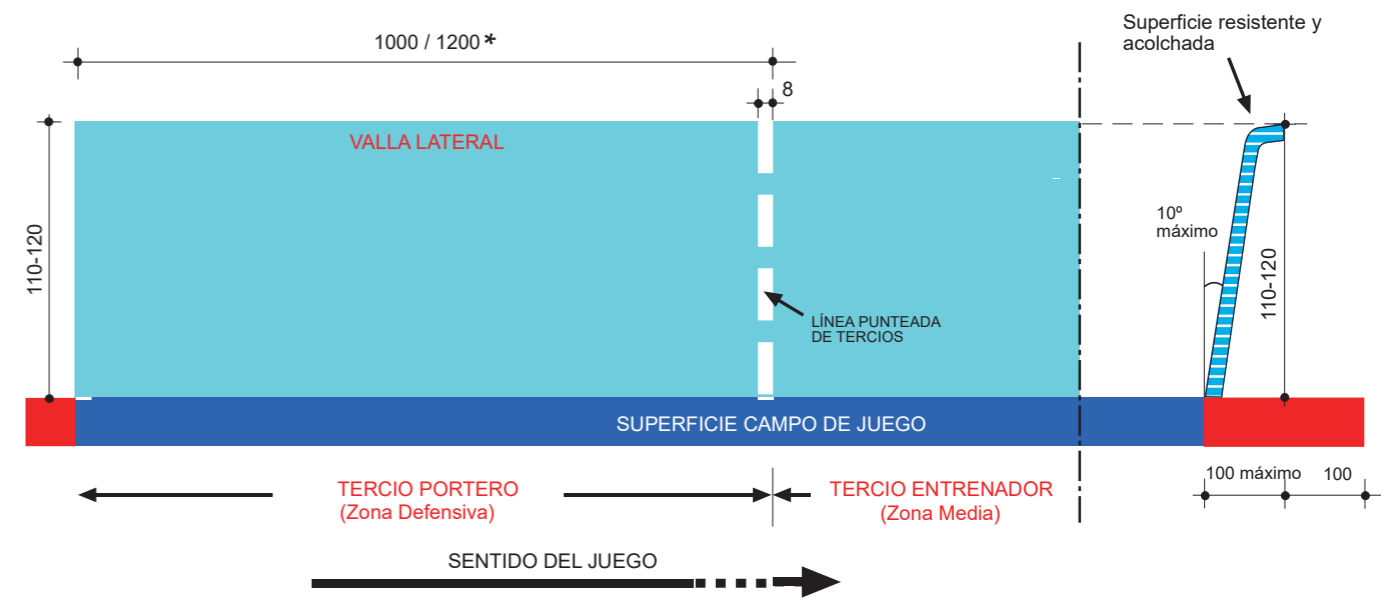 1000 / 1200*
Superficie resistente y
acolchada
8
VALLA LATERAL
110-120
10º
máximo
110-120
LÍNEA PUNTEADA
DE TERCIOS
SUPERFICIE CAMPO DE JUEGO
100 máximo
100
TERCIO PORTERO
(Zona Defensiva)
TERCIO ENTRENADOR
(Zona Media)
SENTIDO DEL JUEGO